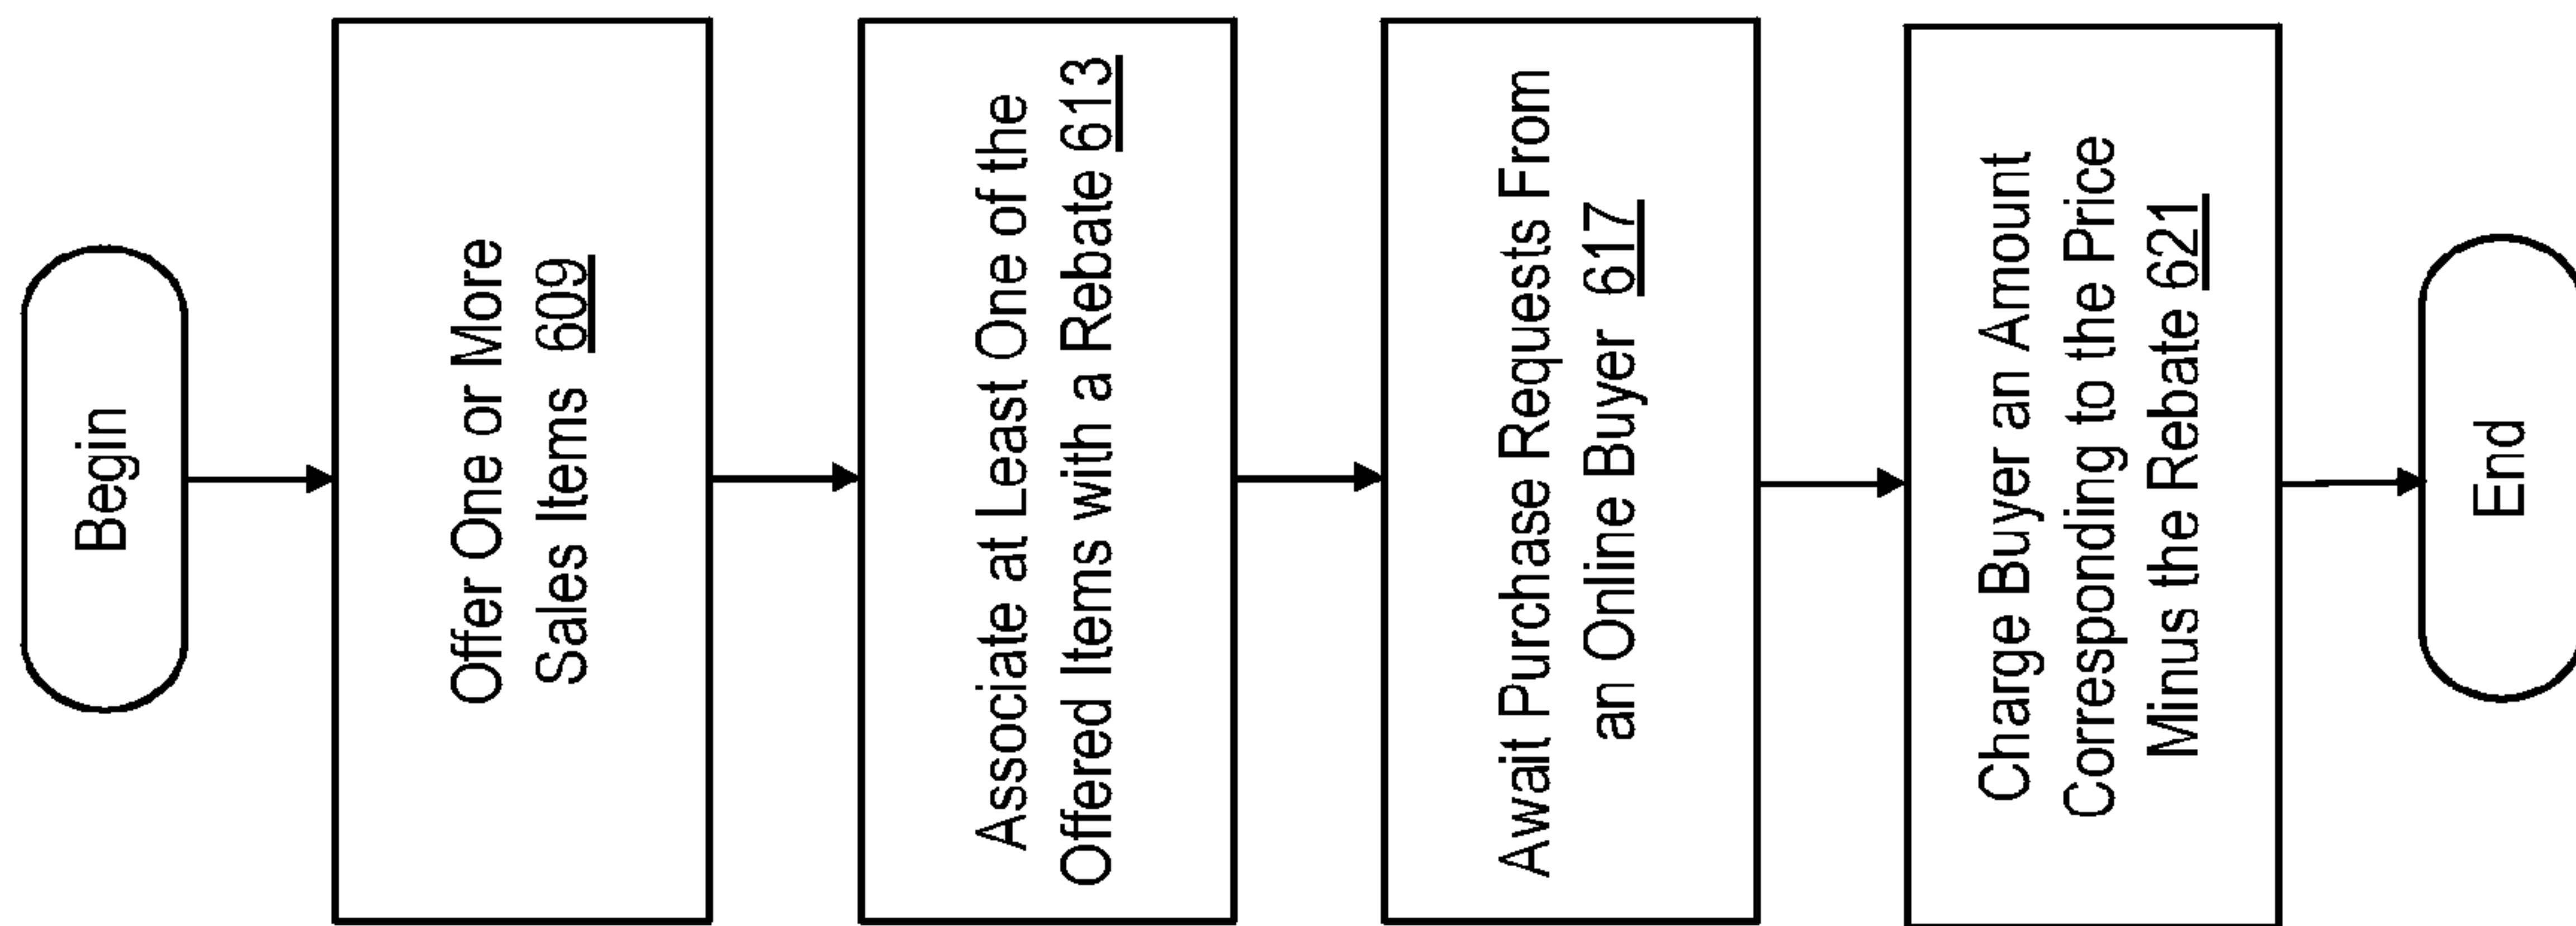 Begin
Offer One or More
Sales Items 609
Associate at Least One of the
Offered Items with a Rebate 613
Await Purchase Requests From
an Online Buyer 617
Charge Buyer an Amount
Corresponding to the Price
Minus the Rebate 621
End